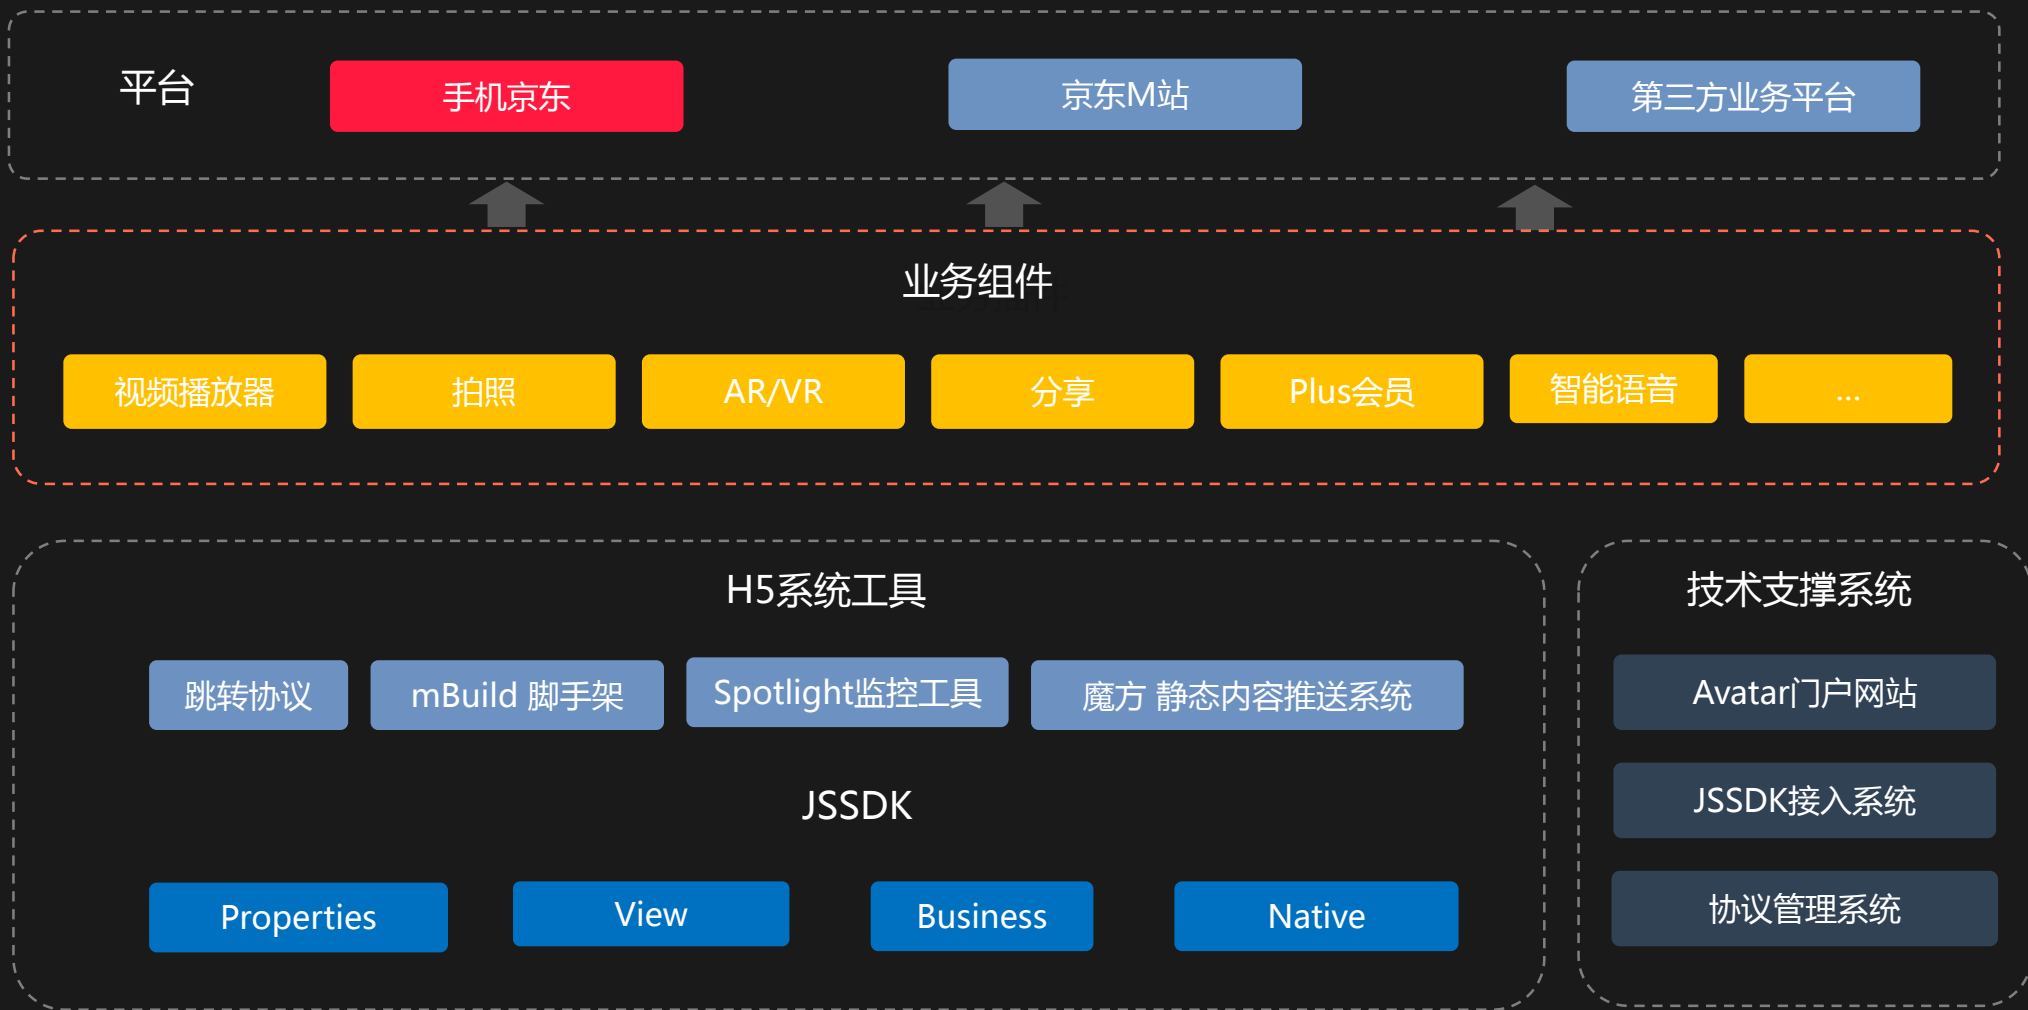 平台
手机京东
京东M站
第三方业务平台
业务组件
视频播放器
拍照
AR/VR
分享
Plus会员
智能语音
...
H5系统工具
跳转协议
mBuild 脚手架
Spotlight监控工具
魔方 静态内容推送系统
JSSDK
Properties
View
Business
Native
技术支撑系统
Avatar门户网站
JSSDK接入系统
协议管理系统